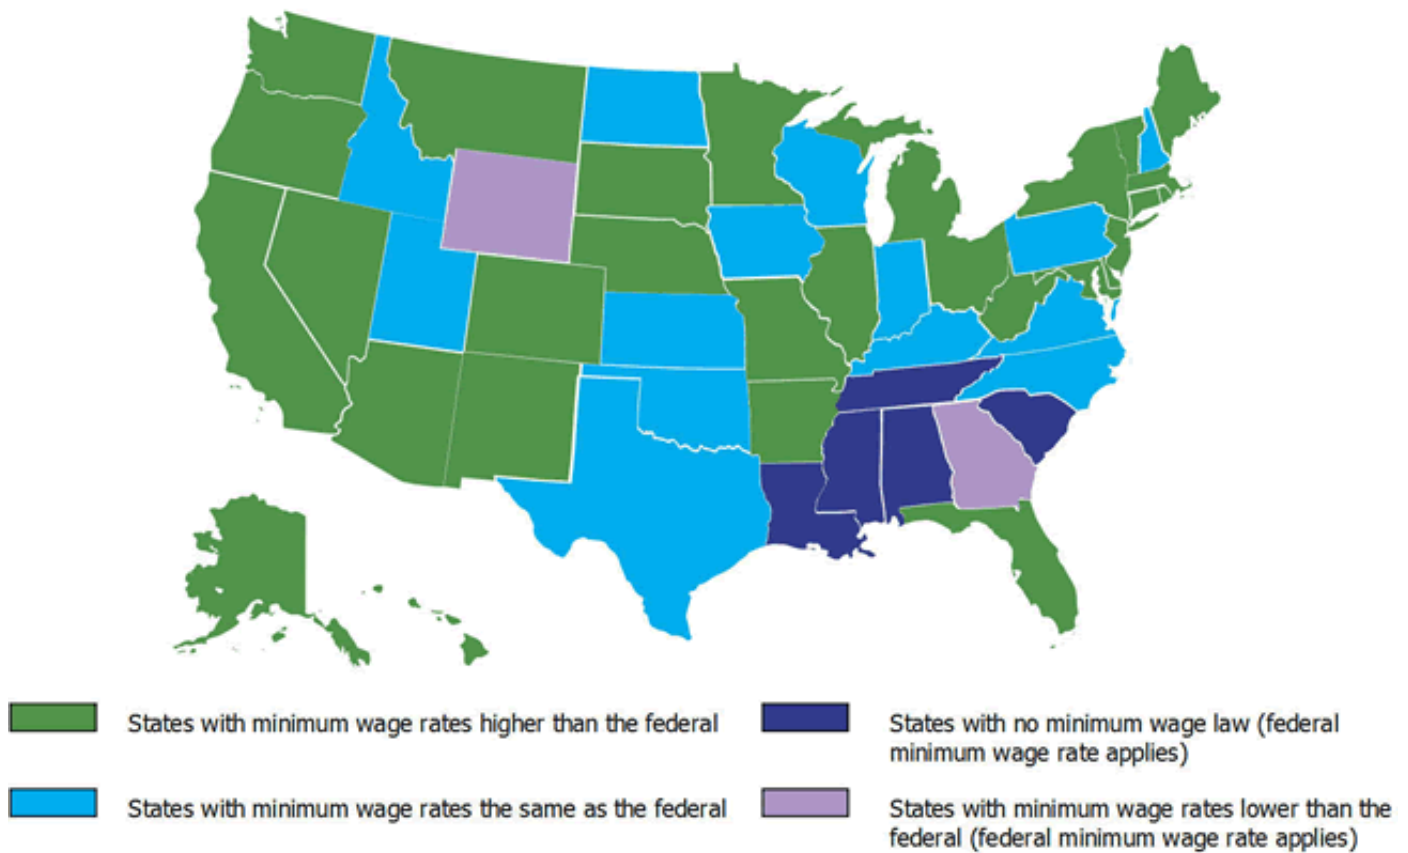 States with minimum wage rates higher than the federal
States with no minimum wage law (federal
minimum wage rate applies)
States with minimum wage rates the same as the federal
States with minimum wage rates lower than the
federal (federal minimum wage rate applies)